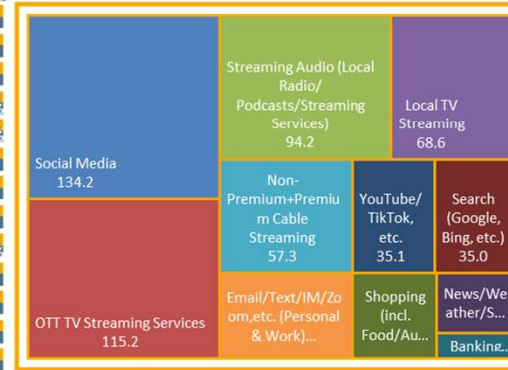 Social Media
134.2
OTT TV Streaming Services
115.2
Streaming Audio (Local
Radio/
Podcasts/Streaming
Services)
94.2
Local TV
Streaming
68.6
Non-
Premium+Premiu
m Cable
Streaming
57.3
YouTube/
TikTok,
etc.
35.1
Search
(Google,
Bing, etc.)
35.0
Email/Text/IM/Zo
om,etc. (Personal
& Work)...
Shopping
(incl.
Food/Au...
News/We
ather/S...
Banking...